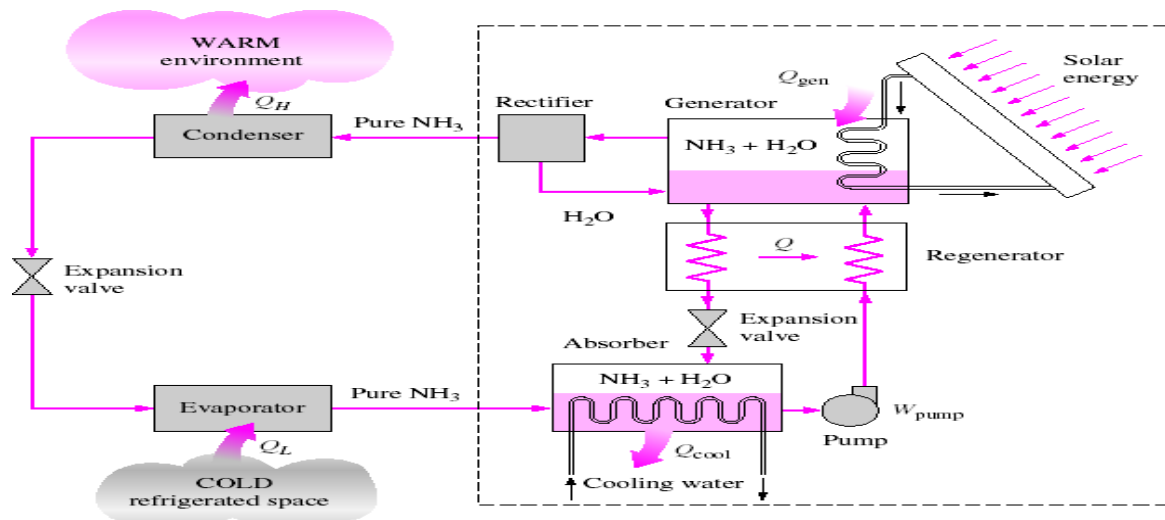 WARM
environment
Q_H
Condenser
Pure NH₃
Rectifier
Q_gen
Generator
Solar
energy
NH₃ + H₂O
H₂O
Expansion
valve
Q
Regenerator
Expansion
valve
Absorber
NH₃ + H₂O
Pure NH₃
Evaporator
W_pump
Pump
Q_L
Q_cool
COLD
refrigerated space
Cooling water